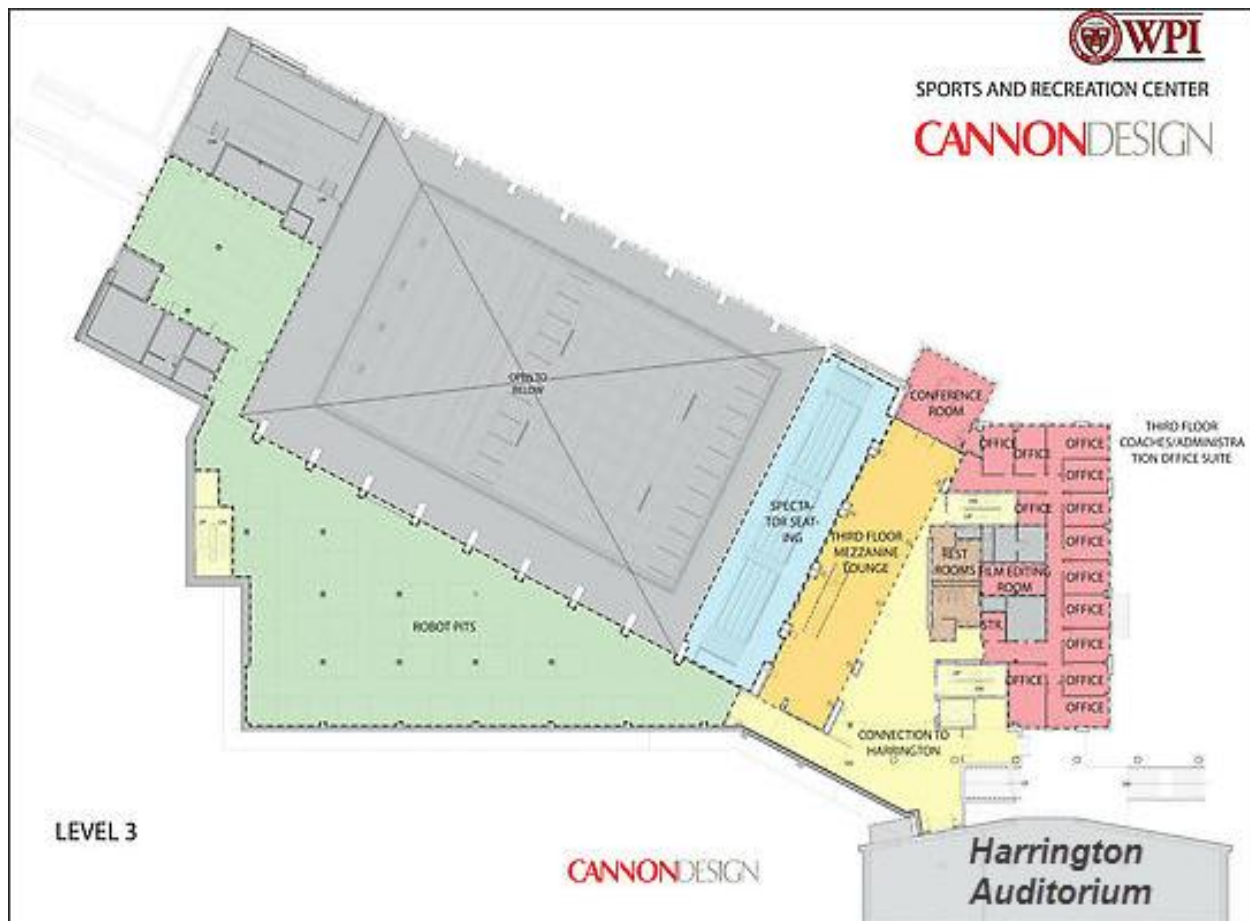 WPI
SPORTS AND RECREATION CENTER
CANNONDESIGN
OPEN TO
BELOW
CONFERENCE
ROOM
THIRD FLOOR
COACHES/ADMINISTRA
TION OFFICE SUITE
OFFICE
OFFICE
OFFICE
OFFICE
SPECTA-
TOR SEAT-
ING
OFFICE
OFFICE
THIRD FLOOR
MEZZANINE
LOUNGE
OFFICE
REST
ROOMS
FILM EDITING
ROOM
OFFICE
OFFICE
STR.
ROBOT PITS
OFFICE
OFFICE
OFFICE
OFFICE
CONNECTION TO
HARRINGTON
LEVEL 3
CANNONDESIGN
Harrington
Auditorium